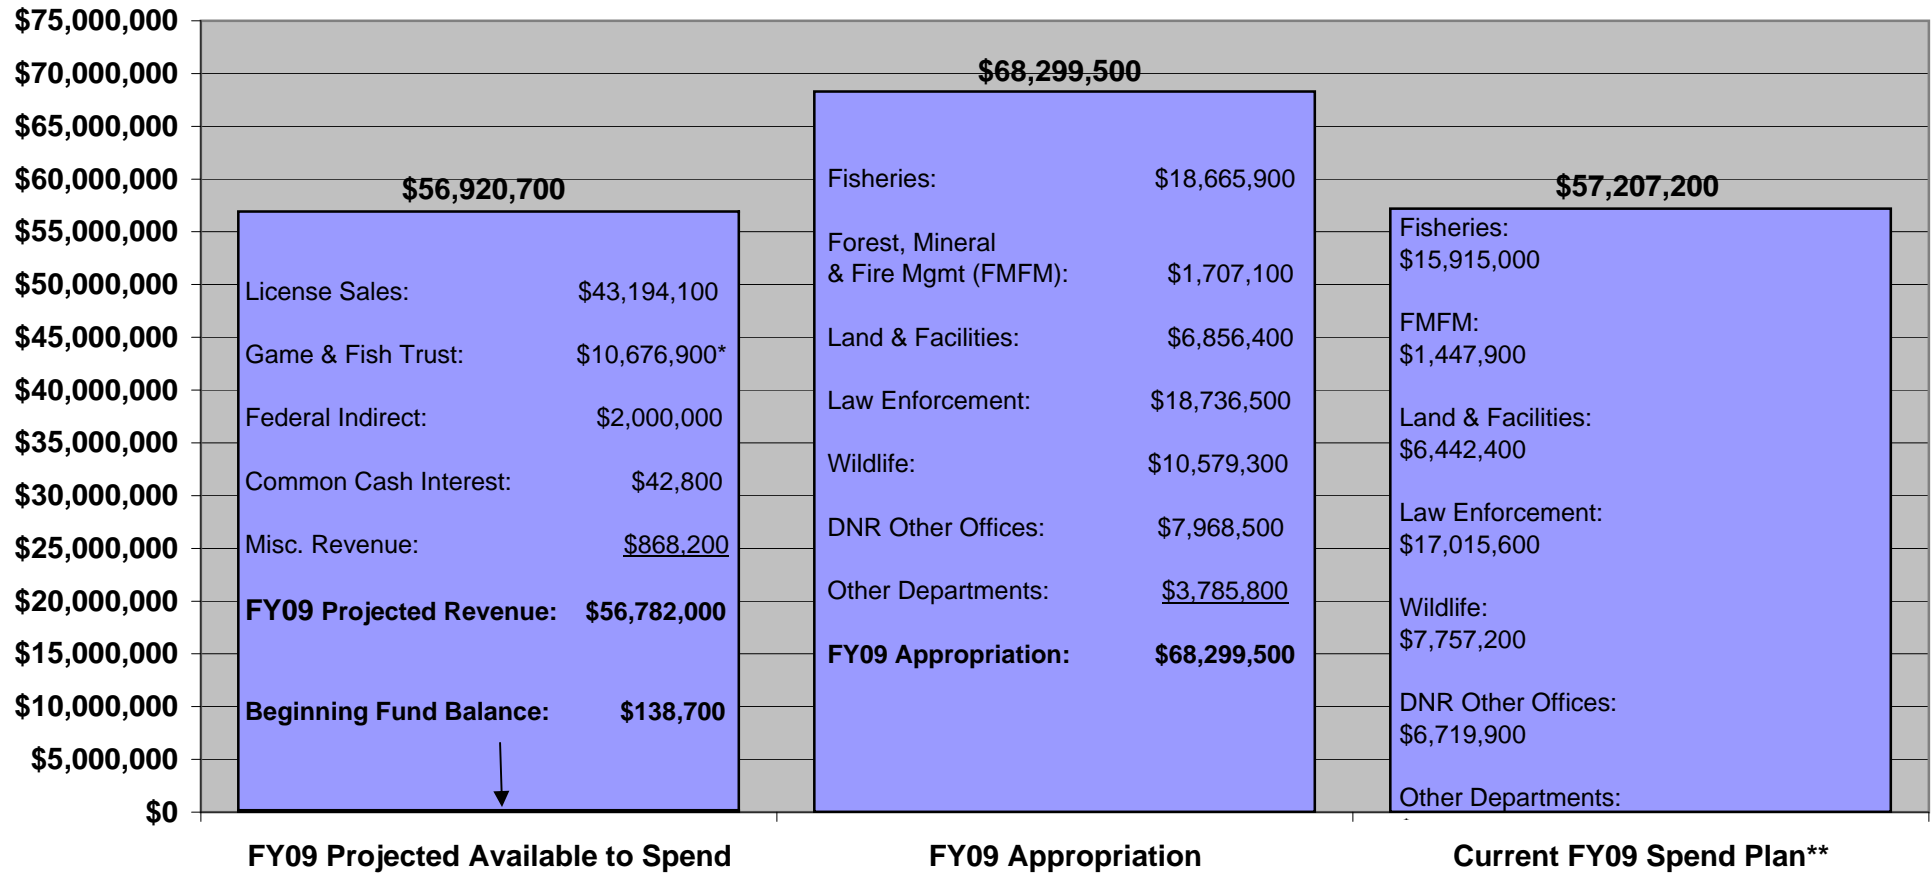 $75,000,000
$70,000,000
$65,000,000
$60,000,000
$55,000,000
$50,000,000
$45,000,000
$40,000,000
$35,000,000
$30,000,000
$25,000,000
$20,000,000
$15,000,000
$10,000,000
$5,000,000
$0
$56,920,700
License Sales: $43,194,100
Game & Fish Trust: $10,676,900*
Federal Indirect: $2,000,000
Common Cash Interest: $42,800
Misc. Revenue: $868,200
FY09 Projected Revenue: $56,782,000
Beginning Fund Balance: $138,700
$68,299,500
Fisheries: $18,665,900
Forest, Mineral
& Fire Mgmt (FMFM): $1,707,100
Land & Facilities: $6,856,400
Law Enforcement: $18,736,500
Wildlife: $10,579,300
DNR Other Offices: $7,968,500
Other Departments: $3,785,800
FY09 Appropriation: $68,299,500
$57,207,200
Fisheries:
$15,915,000
FMFM:
$1,447,900
Land & Facilities:
$6,442,400
Law Enforcement:
$17,015,600
Wildlife:
$7,757,200
DNR Other Offices:
$6,719,900
Other Departments:
FY09 Projected Available to Spend
FY09 Appropriation
Current FY09 Spend Plan**